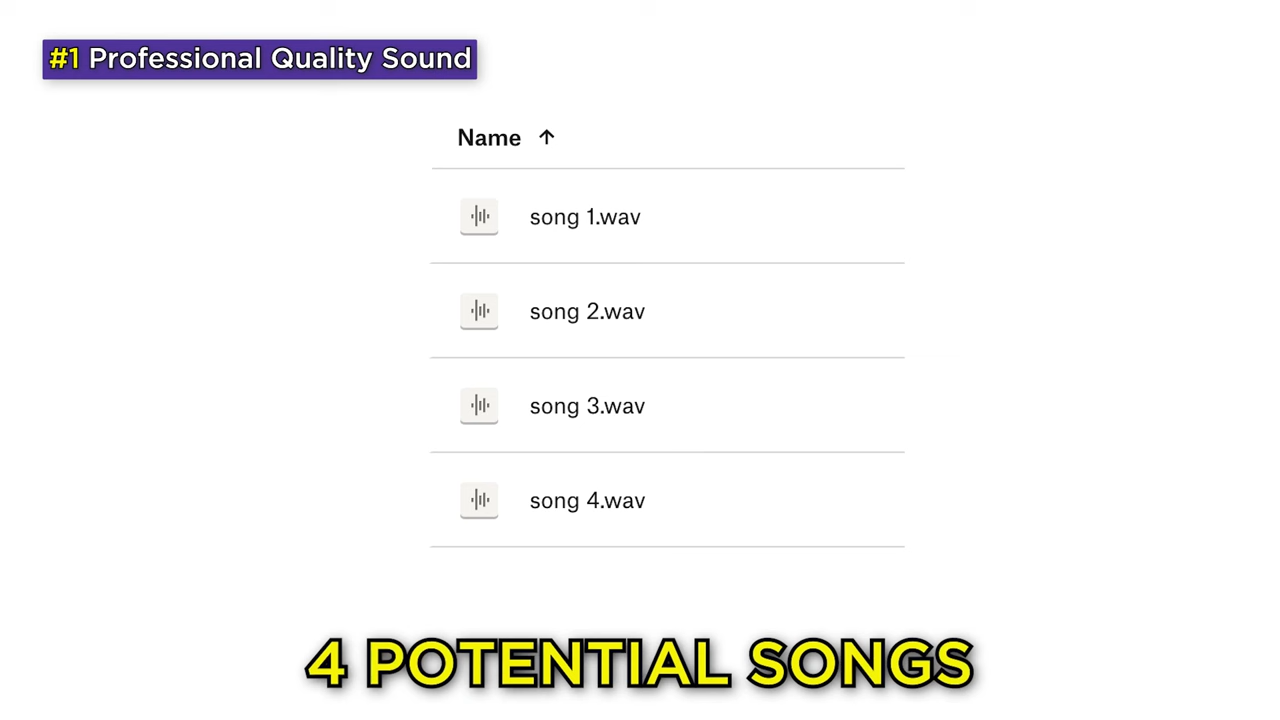 #1 Professional Quality Sound
Name ↑
song 1.wav
song 2.wav
song 3.wav
song 4.wav
4 POTENTIAL SONGS